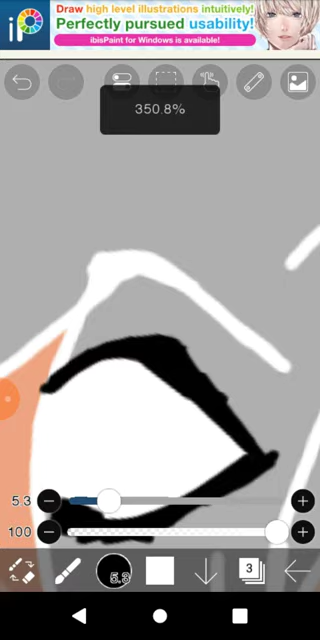 iP
Draw high level illustrations intuitively!
Perfectly pursued usability!
ibisPaint for Windows is available!
350.8%
5.3
100
5.3
3